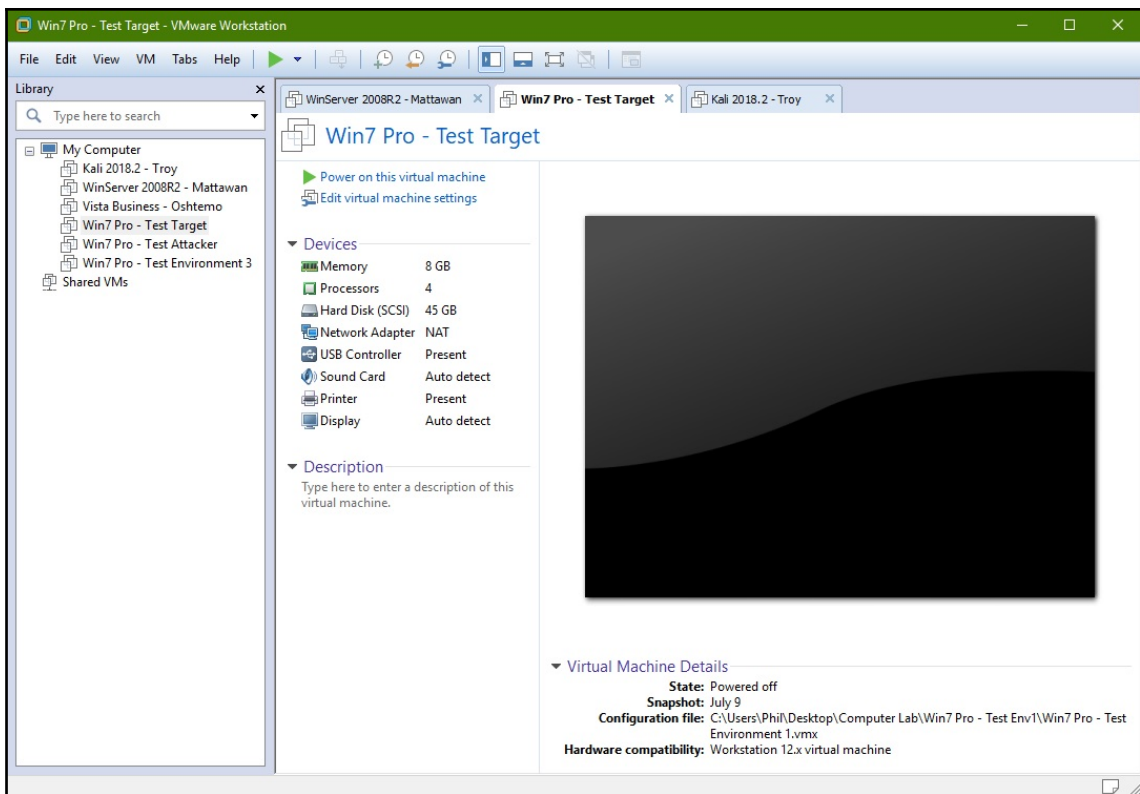 Win7 Pro - Test Target - VMware Workstation
File Edit View VM Tabs Help
Library
Type here to search
My Computer
Kali 2018.2 - Troy
WinServer 2008R2 - Mattawan
Vista Business - Oshtemo
Win7 Pro - Test Target
Win7 Pro - Test Attacker
Win7 Pro - Test Environment 3
Shared VMs
WinServer 2008R2 - Mattawan Win7 Pro - Test Target Kali 2018.2 - Troy
Win7 Pro - Test Target
Power on this virtual machine
Edit virtual machine settings
Devices
Memory 8 GB
Processors 4
Hard Disk (SCSI) 45 GB
Network Adapter NAT
USB Controller Present
Sound Card Auto detect
Printer Present
Display Auto detect
Description
Type here to enter a description of this
virtual machine.
Virtual Machine Details
State: Powered off
Snapshot: July 9
Configuration file: C:\Users\Phil\Desktop\Computer Lab\Win7 Pro - Test Env1\Win7 Pro - Test
Environment 1.vmx
Hardware compatibility: Workstation 12.x virtual machine